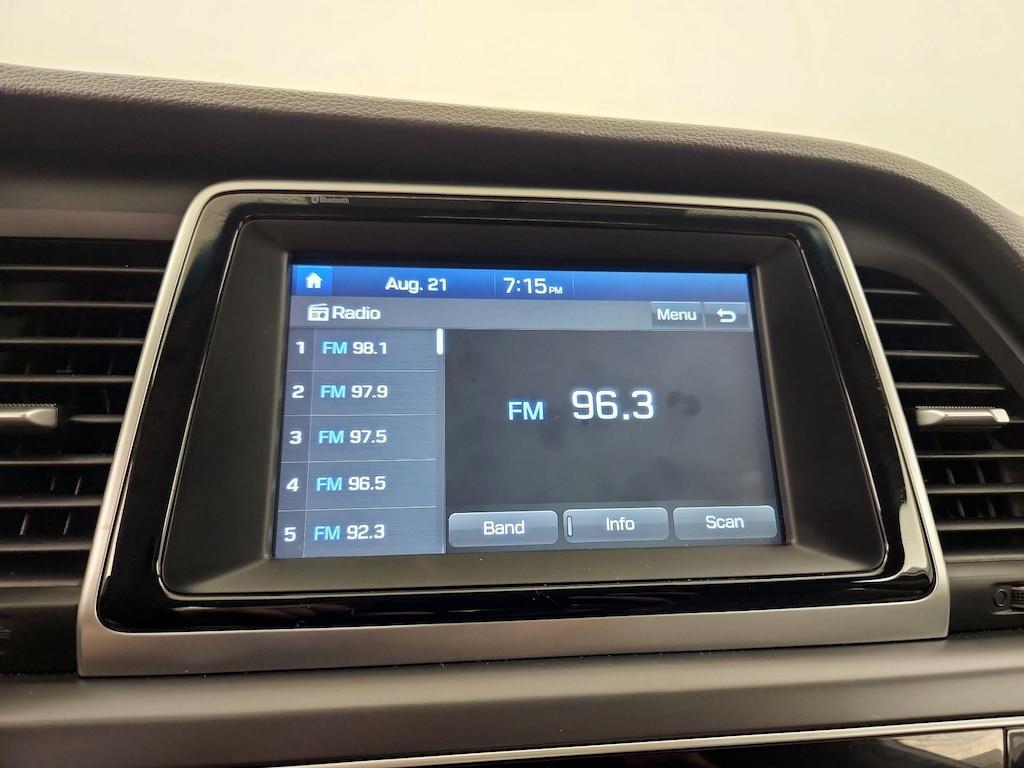 Bluetooth
Aug. 21 7:15 PM
Radio Menu
1 FM 98.1
2 FM 97.9
3 FM 97.5
4 FM 96.5
5 FM 92.3
FM 96.3
Band Info Scan